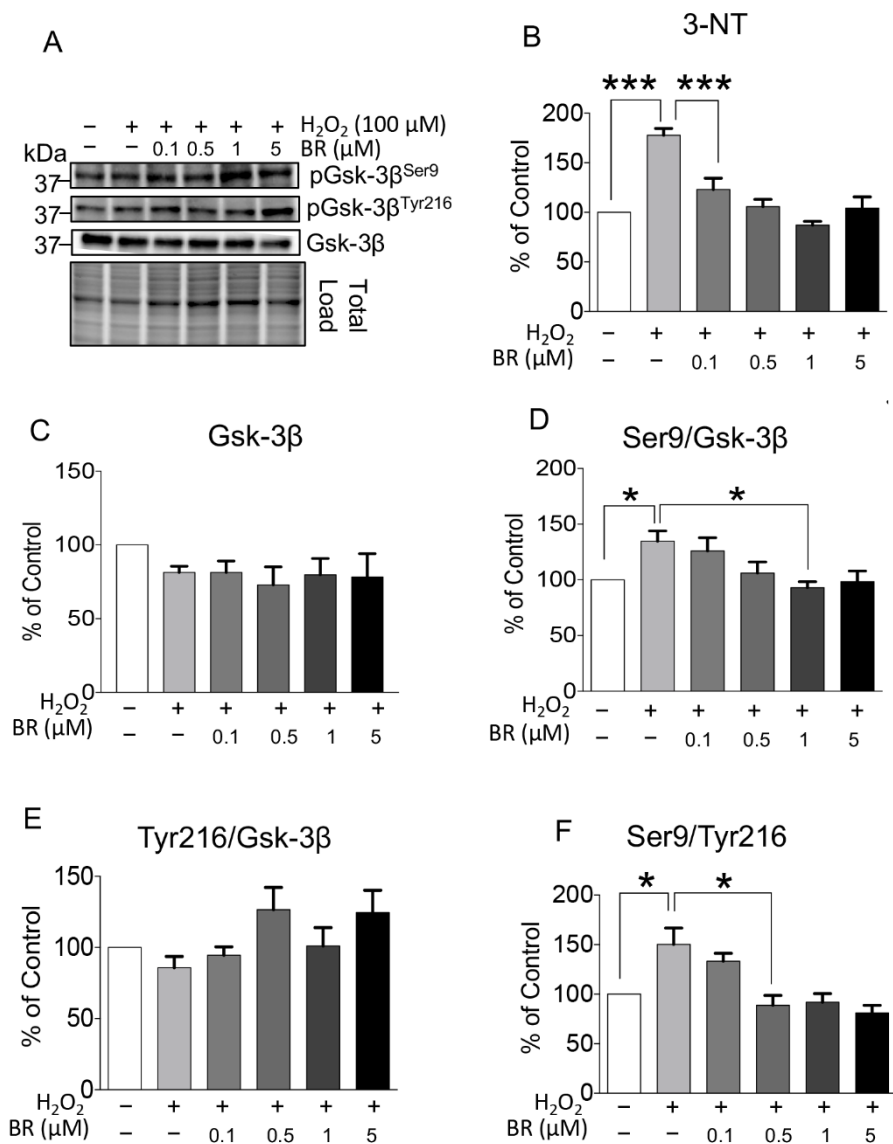 A
– + + + + + H₂O₂ (100 µM)
kDa – – 0.1 0.5 1 5 BR (µM)
37 pGsk-3β^Ser9
37 pGsk-3β^Tyr216
37 Gsk-3β
Total
Load
B
3-NT
*** ***
200
150
100
50
0
% of Control
H₂O₂ – + + + + +
BR (µM) – – 0.1 0.5 1 5
C
Gsk-3β
150
100
50
0
% of Control
H₂O₂ – + + + + +
BR (µM) – – 0.1 0.5 1 5
D
Ser9/Gsk-3β
* *
200
150
100
50
0
% of Control
H₂O₂ – + + + + +
BR (µM) – – 0.1 0.5 1 5
E
Tyr216/Gsk-3β
150
100
50
0
% of Control
H₂O₂ – + + + + +
BR (µM) – – 0.1 0.5 1 5
F
Ser9/Tyr216
* *
200
150
100
50
0
% of Control
H₂O₂ – + + + + +
BR (µM) – – 0.1 0.5 1 5